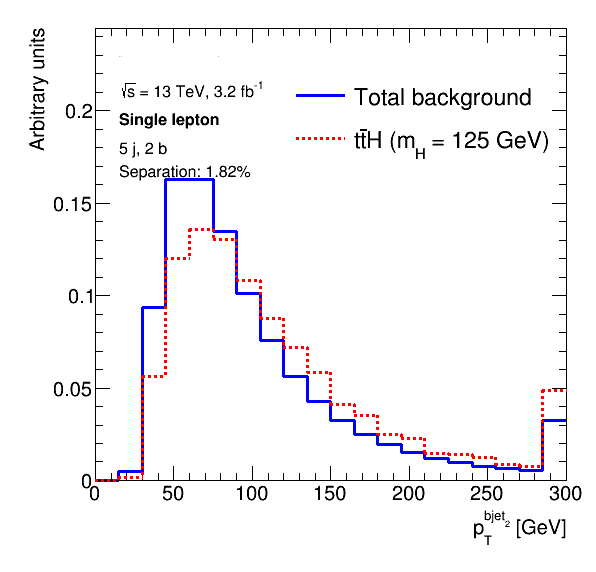 Arbitrary units
√s = 13 TeV, 3.2 fb⁻¹
Single lepton
5 j, 2 b
Separation: 1.82%
Total background
tt̄H (m_H = 125 GeV)
0.2
0.15
0.1
0.05
0
0 50 100 150 200 250 300
p_T^{bjet_2} [GeV]